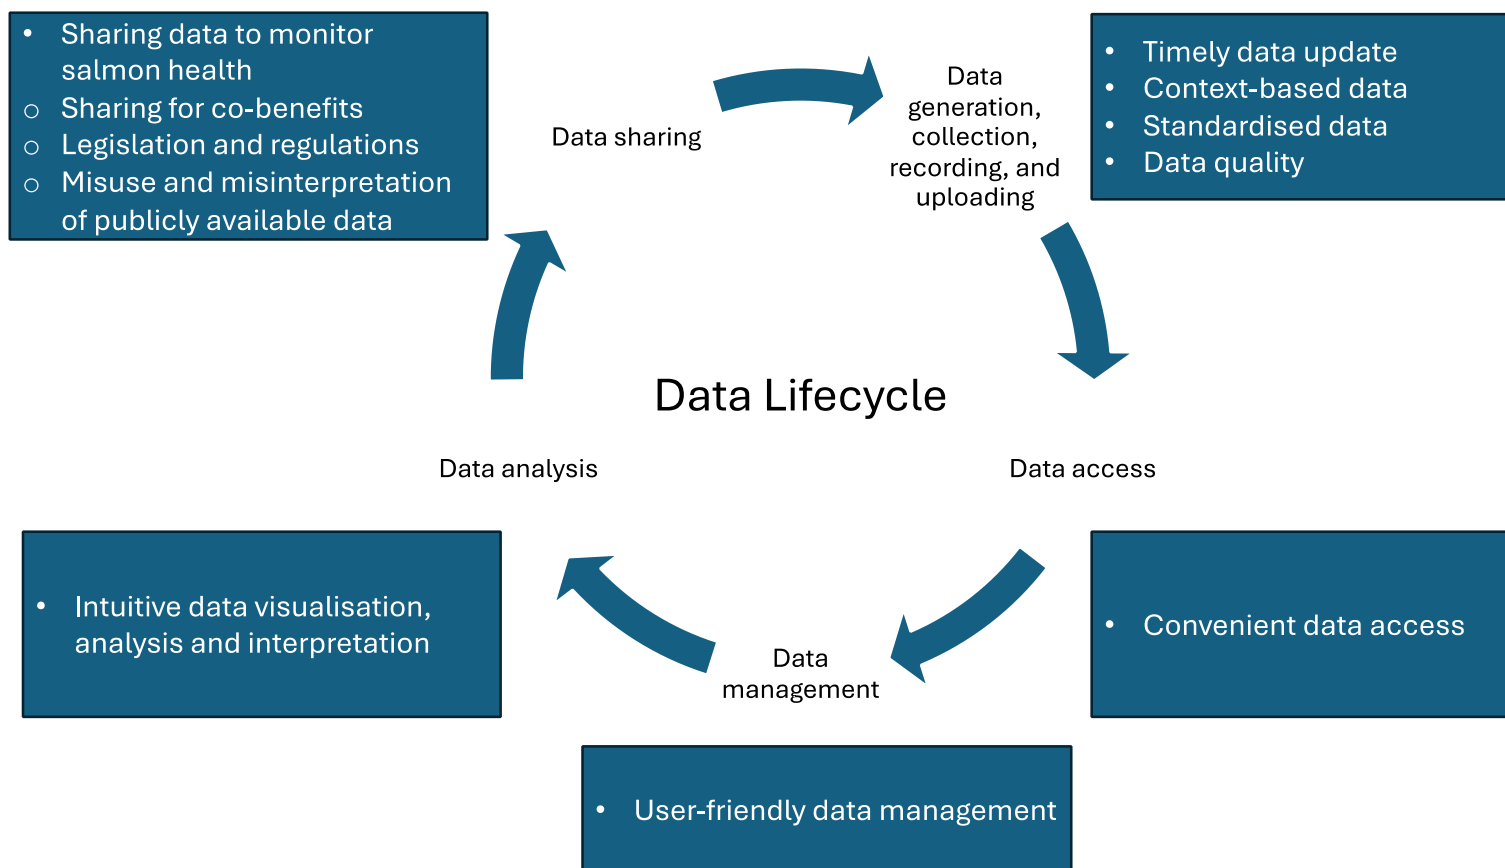 • Sharing data to monitor
salmon health
○ Sharing for co-benefits
○ Legislation and regulations
○ Misuse and misinterpretation
of publicly available data
Data sharing
Data
generation,
collection,
recording, and
uploading
• Timely data update
• Context-based data
• Standardised data
• Data quality
Data Lifecycle
Data analysis
Data access
• Intuitive data visualisation,
analysis and interpretation
Data
management
• Convenient data access
• User-friendly data management